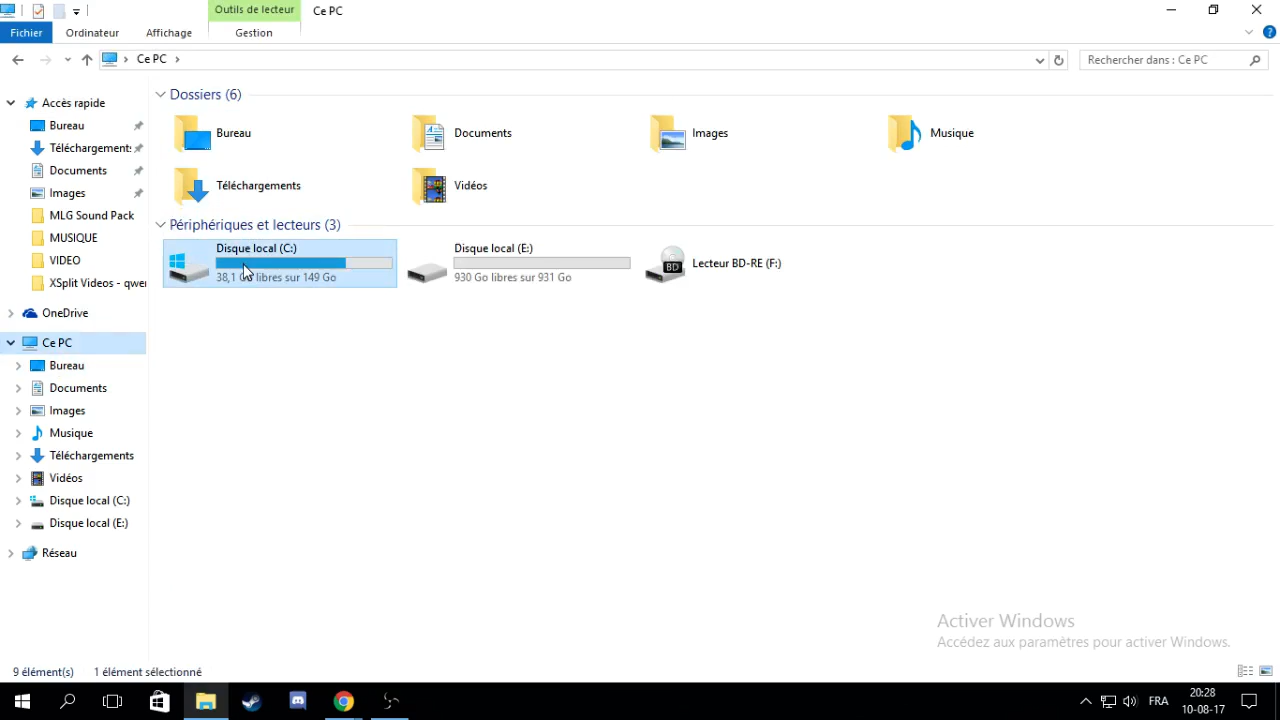 Outils de lecteur
Ce PC
Fichier
Ordinateur
Affichage
Gestion
Ce PC
Rechercher dans : Ce PC
Accès rapide
Bureau
Téléchargements
Documents
Images
MLG Sound Pack
MUSIQUE
VIDEO
XSplit Videos - qwer
OneDrive
Ce PC
Bureau
Documents
Images
Musique
Téléchargements
Vidéos
Disque local (C:)
Disque local (E:)
Réseau
Dossiers (6)
Bureau
Documents
Images
Musique
Téléchargements
Vidéos
Périphériques et lecteurs (3)
Disque local (C:)
38,1 Go libres sur 149 Go
Disque local (E:)
930 Go libres sur 931 Go
BD
Lecteur BD-RE (F:)
Activer Windows
Accédez aux paramètres pour activer Windows.
9 élément(s)
1 élément sélectionné
FRA
20:28
10-08-17